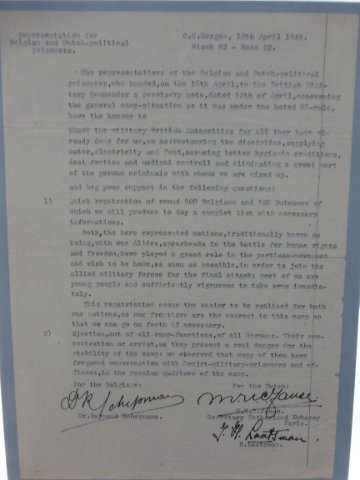 Representation for
Belgian and Dutch-political
prisoners.
C.C.Bergen, 18th April 1945.
Block 82 - Room 22.
The representatives of the Belgian and Dutch-political
prisoners, who handed, on the 16th April, to the British Mili-
tary Commander a provisory note, dated 15th of April, concerning
the general camp-situation as it was under the hated SS-rule,
have the honour to
thank the military British Authorities for all they have al-
ready done for us, as restoring the discipline, supplying
water, electricity and food, assuring better hygienic conditions,
desinfection and medical controll and eliminating a great part
of the german criminals with whom we are mixed up.
and beg your support in the following questions:
1) Quick repatration of round 500 Belgians and 120 Dutchmen of
which we will produce to day a complet list with necessary
informations.
Both, the here represented nations, traditionally known as
being, with our Allies, spearheads in the battle for human rights
and freedom, have played a grand role in the partisan-movement
and wish to be home, as soon as possible, in order to join the
allied military forces for the final attack; most of us are
young people and sufficiently vigourous to take arms immedia-
tely.
This repatriation seems the easier to be realised for both
our nations, as our frontiers are the nearest to this camp so
that we can go on footh if necessary.
2) Ejection, out of all camp-functions, of all Germans. Their con-
centration or arrest, as they present a real danger for the
stability of the camp: we observed that many of them have
frequent conversation with Sovjet-military-prisoners and of-
ficers, in the russian quarters of the camp.
For the Belgians:
For the Dutch:
Dr. Raymond Schepmans.
Secretary Netherland Embassy
Paris.